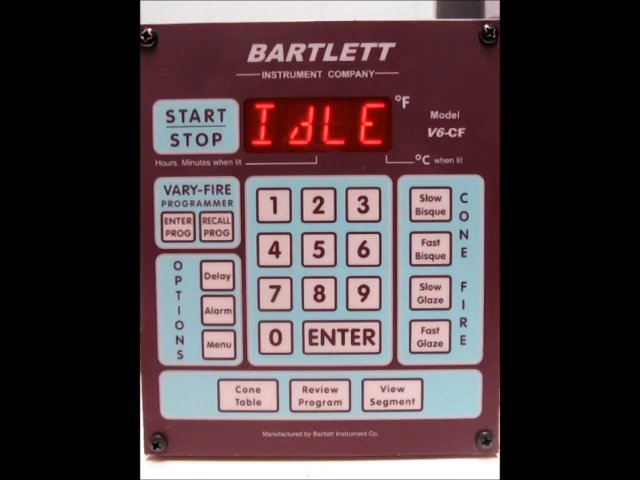 BARTLETT
INSTRUMENT COMPANY
START
STOP
IdLE
°F
Model
V6-CF
Hours. Minutes when lit
°C when lit
VARY-FIRE
PROGRAMMER
ENTER
PROG
RECALL
PROG
OPTIONS
Delay
Alarm
Menu
1 2 3
4 5 6
7 8 9
0 ENTER
Slow
Bisque
Fast
Bisque
Slow
Glaze
Fast
Glaze
CONE FIRE
Cone
Table
Review
Program
View
Segment
Manufactured by Bartlett Instrument Co.